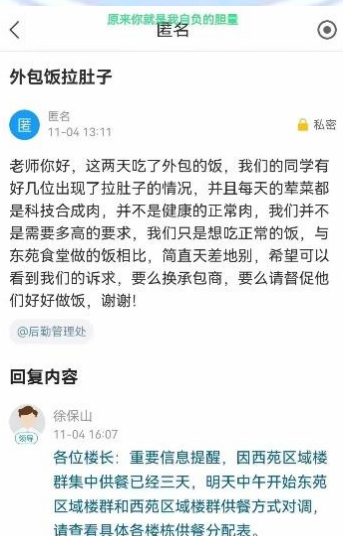 原来你就是我自负的胆量
匿名
外包饭拉肚子
匿
匿名
11-04 13:11
私密
老师你好，这两天吃了外包的饭，我们的同学有
好几位出现了拉肚子的情况，并且每天的荤菜都
是科技合成肉，并不是健康的正常肉，我们并不
是需要多高的要求，我们只是想吃正常的饭，与
东苑食堂做的饭相比，简直天差地别，希望可以
看到我们的诉求，要么换承包商，要么请督促他
们好好做饭，谢谢！
@后勤管理处
回复内容
徐保山
领导
11-04 16:07
各位楼长：重要信息提醒，因西苑区域楼
群集中供餐已经三天，明天中午开始东苑
区域楼群和西苑区域楼群供餐方式对调，
请查看具体各楼栋供餐分配表。